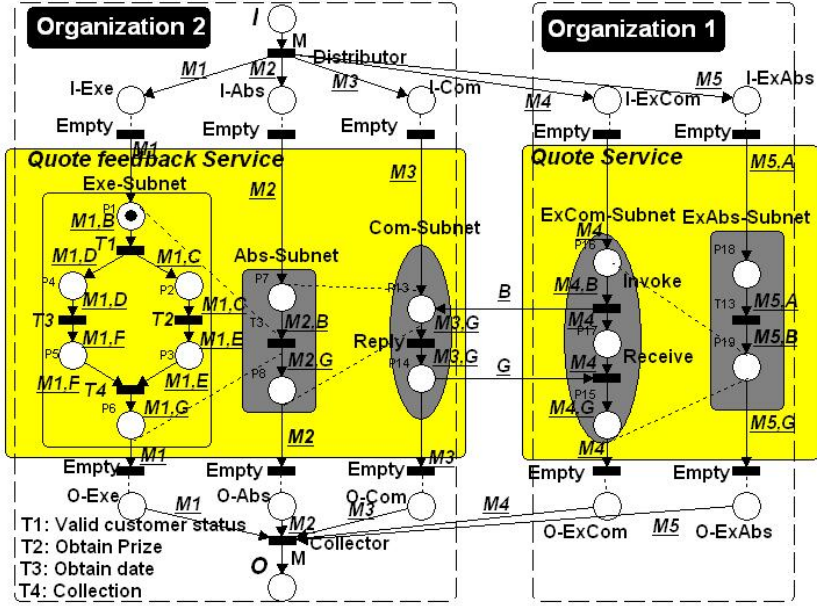 Organization 2
I
Organization 1
M
Distributor
M1
M2
M3
M4
M5
I-Exe
I-Abs
I-Com
I-ExCom
I-ExAbs
Empty
Empty
Empty
Empty
Empty
M1
Quote feedback Service
Quote Service
M2
M3
M5,A
Exe-Subnet
ExCom-Subnet
ExAbs-Subnet
P1
M1,B
T1
Abs-Subnet
Com-Subnet
M4
P16
P18
M1,D
M1,C
P4
P2
P7
P13
Invoke
M4,B
M1,D
M1,C
T3
T2
T3
M2,B
B
M3,G
M4
P17
T13
M5,A
M1,F
M1,E
P5
P3
M2,G
Reply
M3,G
P14
Receive
M4
P19
M5,B
M1,F
T4
M1,E
P8
G
P15
M4,G
P6
M1,G
M1
M2
M3
M4
M5,G
Empty
Empty
Empty
Empty
Empty
O-Exe
O-Abs
O-Com
O-ExCom
O-ExAbs
M1
M2
M3
M4
M5
Collector
M
O
T1: Valid customer status
T2: Obtain Prize
T3: Obtain date
T4: Collection